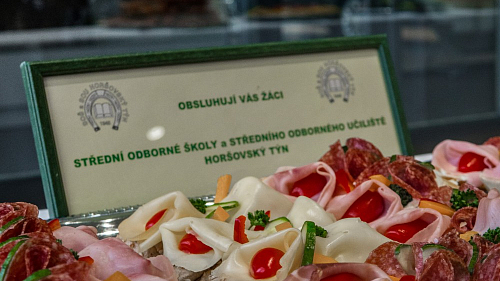 OBSLUHUJÍ VÁS ŽÁCI
STŘEDNÍ ODBORNÉ ŠKOLY a STŘEDNÍHO ODBORNÉHO UČILIŠTĚ
HORŠOVSKÝ TÝN